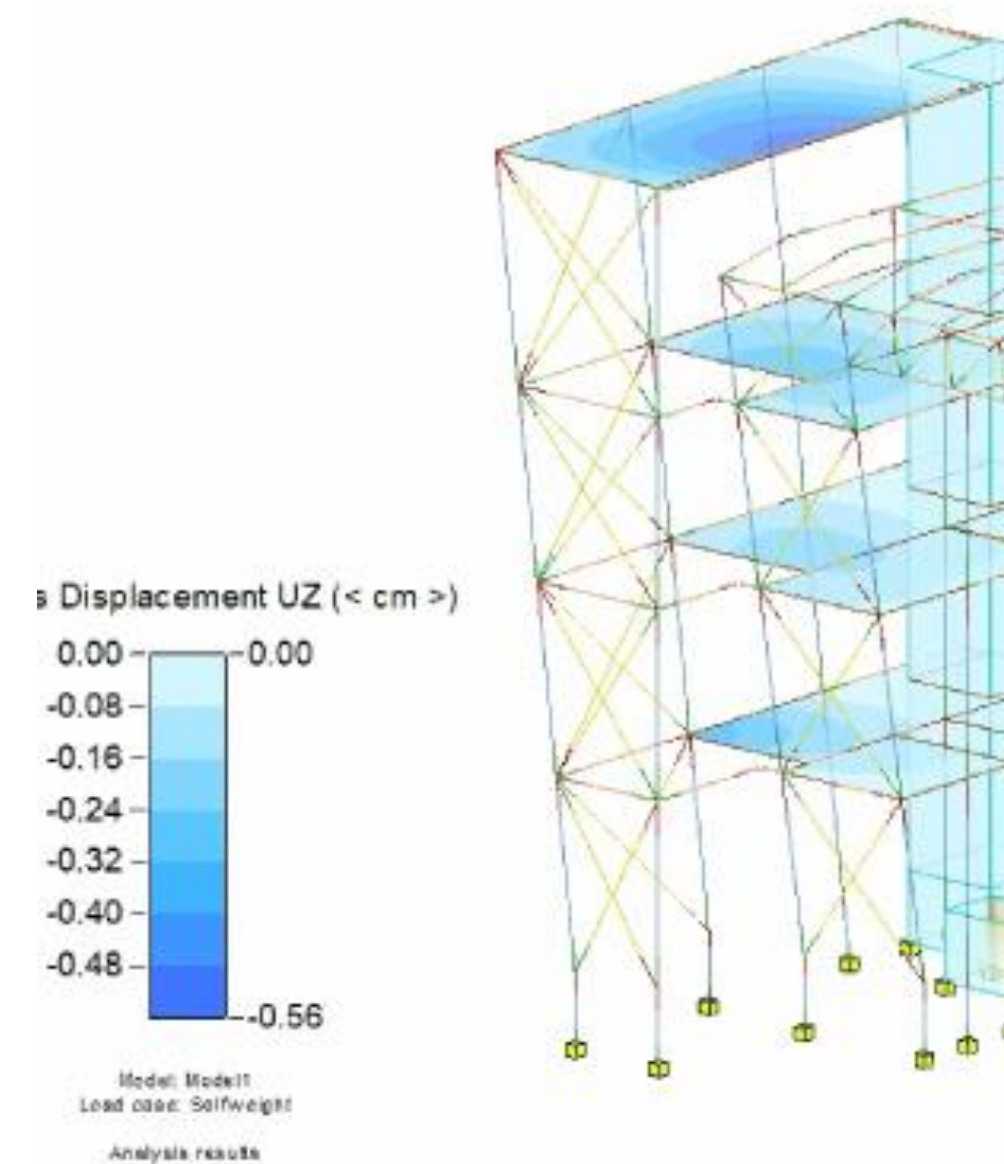 s Displacement UZ (< cm >)
0.00 0.00
-0.08
-0.16
-0.24
-0.32
-0.40
-0.48
-0.56
Model: Model1
Load case: Selfweight
Analysis results